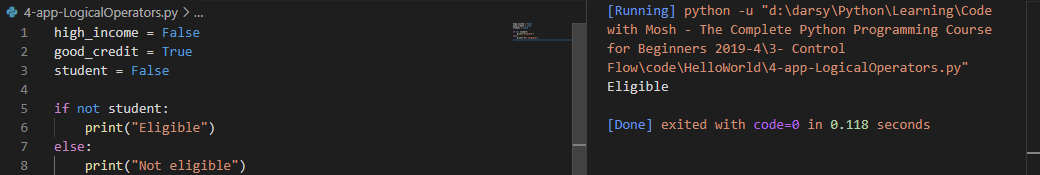 4-app-LogicalOperators.py > ...
1 high_income = False
2 good_credit = True
3 student = False
4
5 if not student:
6 print("Eligible")
7 else:
8 print("Not eligible")
[Running] python -u "d:\darsy\Python\Learning\Code
with Mosh - The Complete Python Programming Course
for Beginners 2019-4\3- Control
Flow\code\HelloWorld\4-app-LogicalOperators.py"
Eligible
[Done] exited with code=0 in 0.118 seconds